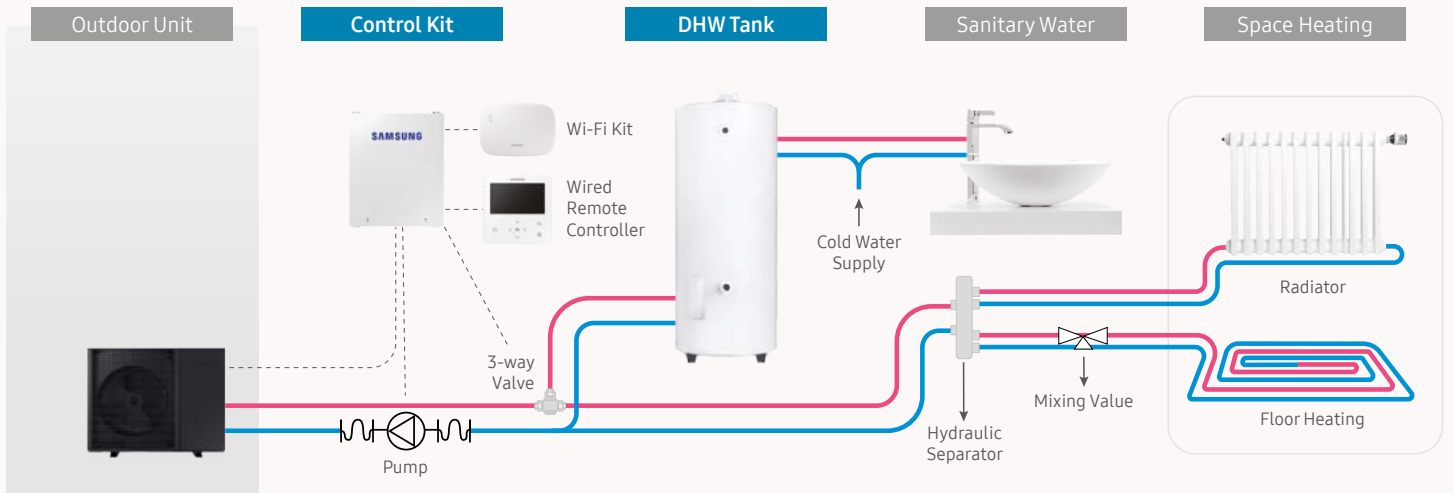 Outdoor Unit
Control Kit
DHW Tank
Sanitary Water
Space Heating
SAMSUNG
Wi-Fi Kit
Wired
Remote
Controller
Cold Water
Supply
Radiator
3-way
Valve
Mixing Value
Floor Heating
Hydraulic
Separator
Pump